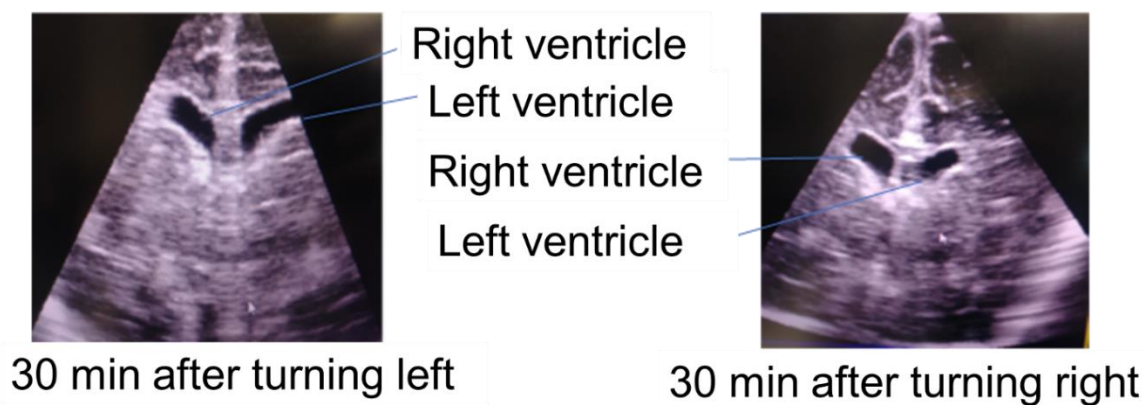 Right ventricle
Left ventricle
Right ventricle
Left ventricle
30 min after turning left
30 min after turning right